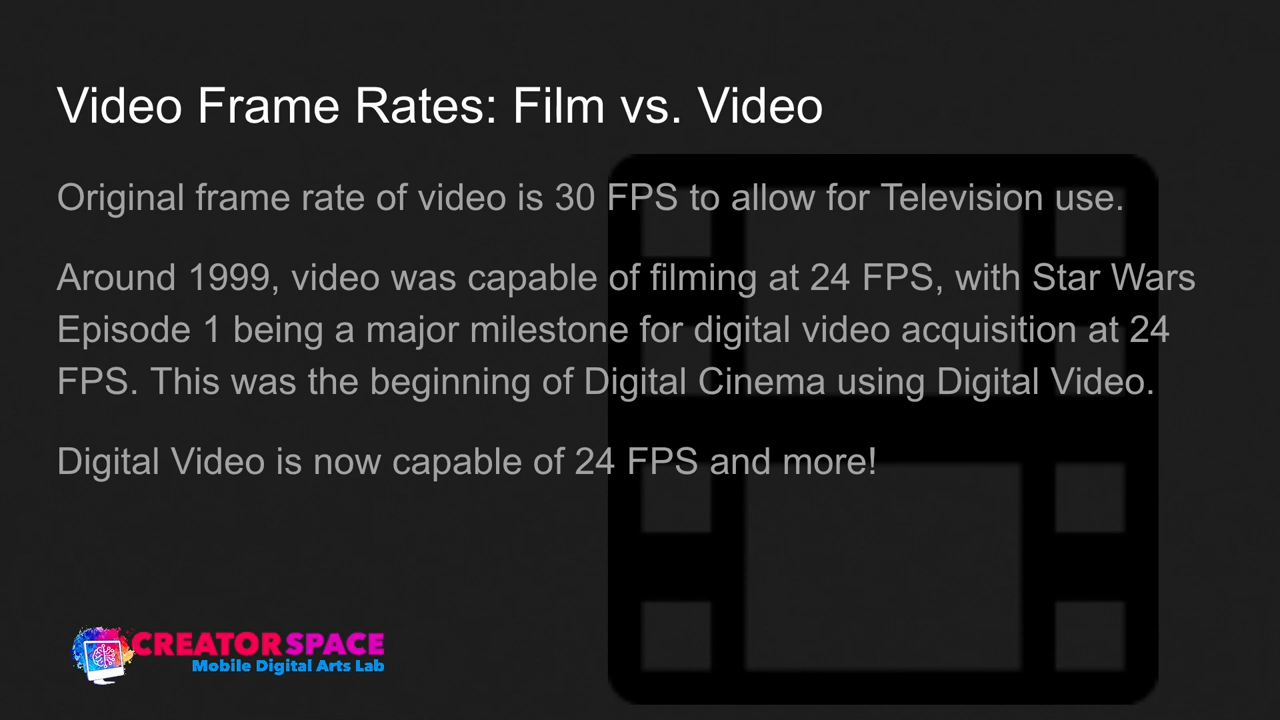 Video Frame Rates: Film vs. Video
Original frame rate of video is 30 FPS to allow for Television use.
Around 1999, video was capable of filming at 24 FPS, with Star Wars
Episode 1 being a major milestone for digital video acquisition at 24
FPS. This was the beginning of Digital Cinema using Digital Video.
Digital Video is now capable of 24 FPS and more!
CREATOR SPACE
Mobile Digital Arts Lab